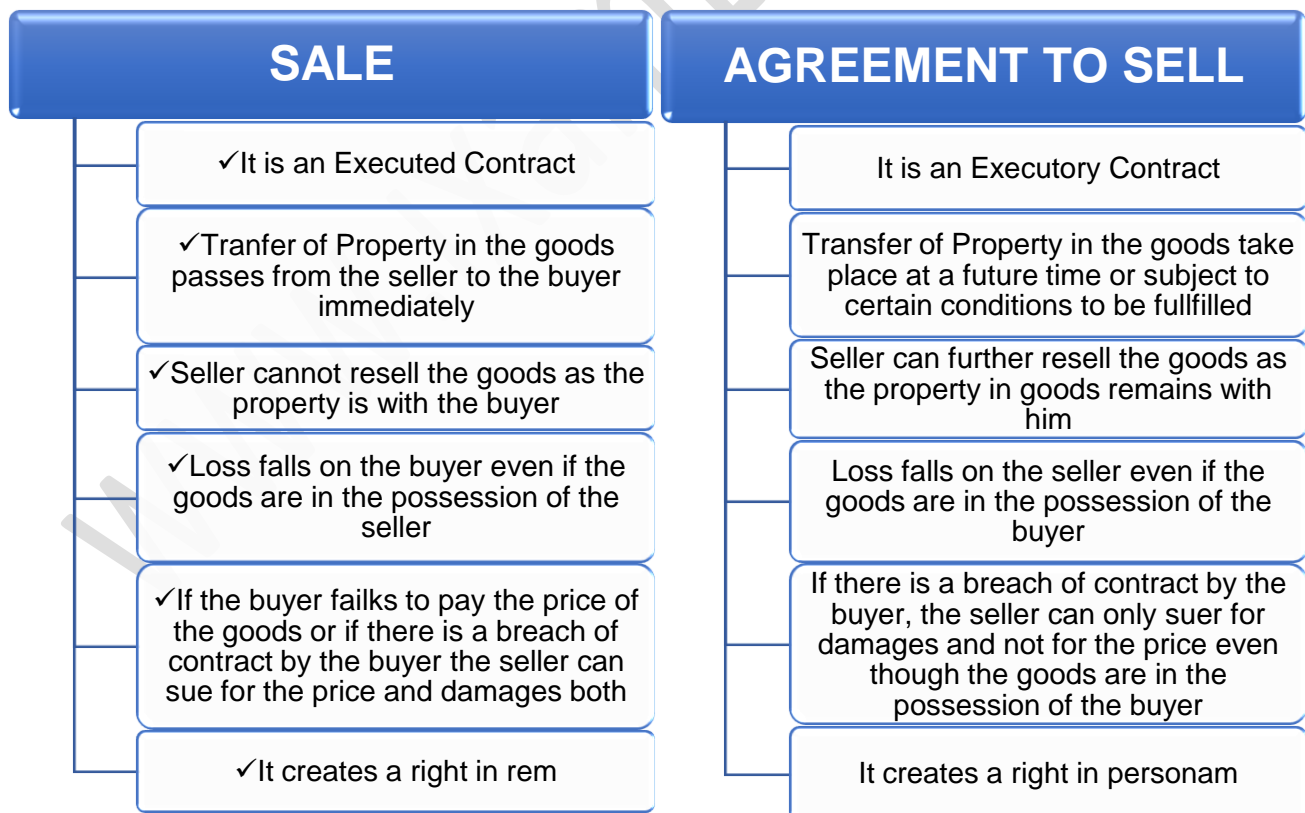 SALE
✓It is an Executed Contract
✓Tranfer of Property in the goods
passes from the seller to the buyer
immediately
✓Seller cannot resell the goods as the
property is with the buyer
✓Loss falls on the buyer even if the
goods are in the possession of the
seller
✓If the buyer failks to pay the price of
the goods or if there is a breach of
contract by the buyer the seller can
sue for the price and damages both
✓It creates a right in rem
AGREEMENT TO SELL
It is an Executory Contract
Transfer of Property in the goods take
place at a future time or subject to
certain conditions to be fullfilled
Seller can further resell the goods as
the property in goods remains with
him
Loss falls on the seller even if the
goods are in the possession of the
buyer
If there is a breach of contract by the
buyer, the seller can only suer for
damages and not for the price even
though the goods are in the
possession of the buyer
It creates a right in personam